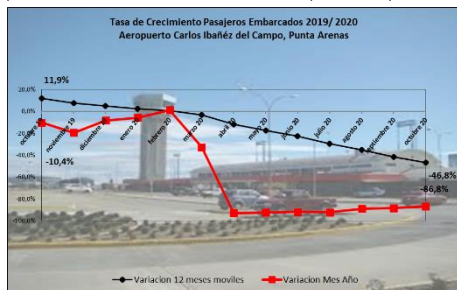 Tasa de Crecimiento Pasajeros Embarcados 2019/ 2020
Aeropuerto Carlos Ibañéz del Campo, Punta Arenas
11,9%
20,0%
0,0%
-20,0%
-40,0%
-60,0%
-80,0%
-100,0%
-10,4%
octubre 19
noviembre 19
diciembre 19
enero 20
febrero 20
marzo 20
abril 20
mayo 20
junio 20
julio 20
agosto 20
septiembre 20
octubre 20
-46,8%
-86,8%
Variacion 12 meses moviles
Variacion Mes Año